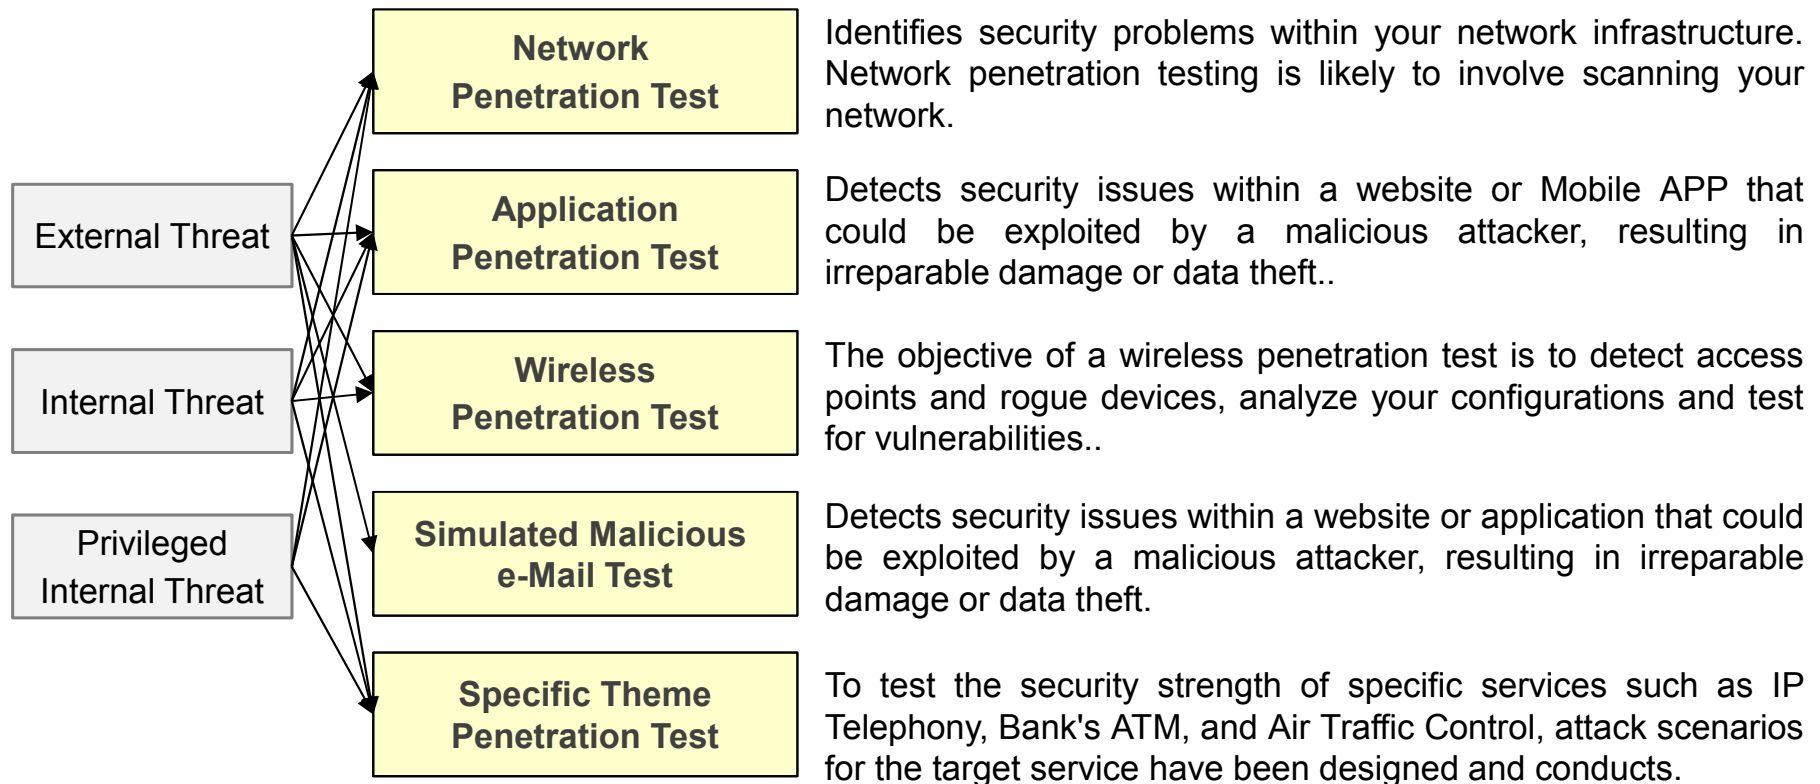 Network
Penetration Test
Identifies security problems within your network infrastructure.
Network penetration testing is likely to involve scanning your
network.
External Threat
Application
Penetration Test
Detects security issues within a website or Mobile APP that
could be exploited by a malicious attacker, resulting in
irreparable damage or data theft..
Internal Threat
Wireless
Penetration Test
The objective of a wireless penetration test is to detect access
points and rogue devices, analyze your configurations and test
for vulnerabilities..
Privileged
Internal Threat
Simulated Malicious
e-Mail Test
Detects security issues within a website or application that could
be exploited by a malicious attacker, resulting in irreparable
damage or data theft.
Specific Theme
Penetration Test
To test the security strength of specific services such as IP
Telephony, Bank's ATM, and Air Traffic Control, attack scenarios
for the target service have been designed and conducts.